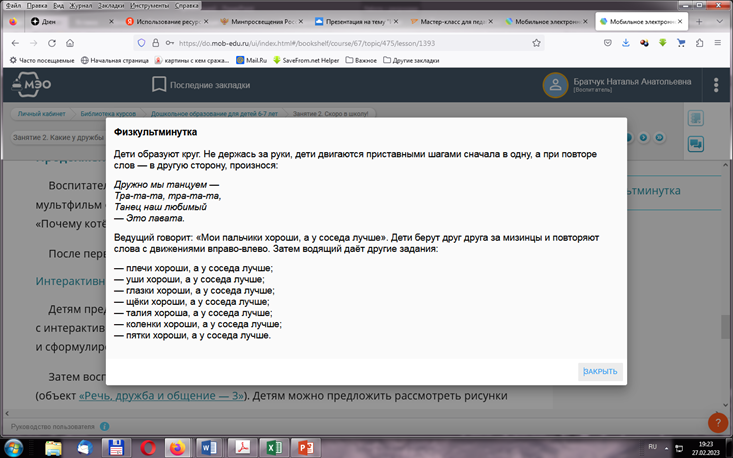 Файл Правка Вид Журнал Закладки Инструменты Справка
Дзен
Использование ресур
Минпросвещения Рос
Презентация на тему "
Мастер-класс для педа
Мобильное электронн
Мобильное электронн
https://do.mob-edu.ru/ui/index.html#/bookshelf/course/67/topic/475/lesson/1393
Часто посещаемые Начальная страница картины с кем сража... Mail.Ru SaveFrom.net Helper Важное Другие закладки
МЭО
Последние закладки
Братчук Наталья Анатольевна
[Воспитатель]
Личный кабинет Библиотека курсов Дошкольное образование для детей 6-7 лет Занятие 2. Скоро в школу!
Занятие 2. Какие у дружбы
Физкультминутка
Дети образуют круг. Не держась за руки, дети двигаются приставными шагами сначала в одну, а при повторе
слов — в другую сторону, произнося:
Дружно мы танцуем —
Тра-та-та, тра-та-та,
Танец наш любимый
— Это лавата.
Ведущий говорит: «Мои пальчики хороши, а у соседа лучше». Дети берут друг друга за мизинцы и повторяют
слова с движениями вправо-влево. Затем водящий даёт другие задания:
— плечи хороши, а у соседа лучше;
— уши хороши, а у соседа лучше;
— глазки хороши, а у соседа лучше;
— щёки хороши, а у соседа лучше;
— талия хороша, а у соседа лучше;
— коленки хороши, а у соседа лучше;
— пятки хороши, а у соседа лучше.
ЗАКРЫТЬ
Воспитател
ьтминутка
мультфильм
«Почему котё
После перв
Интерактивн
Детям пред
с интерактив
и сформулиро
Затем восп
(объект «Речь, дружба и общение — 3»). Детям можно предложить рассмотреть рисунки
Руководство пользователя
RU
19:23
27.02.2023